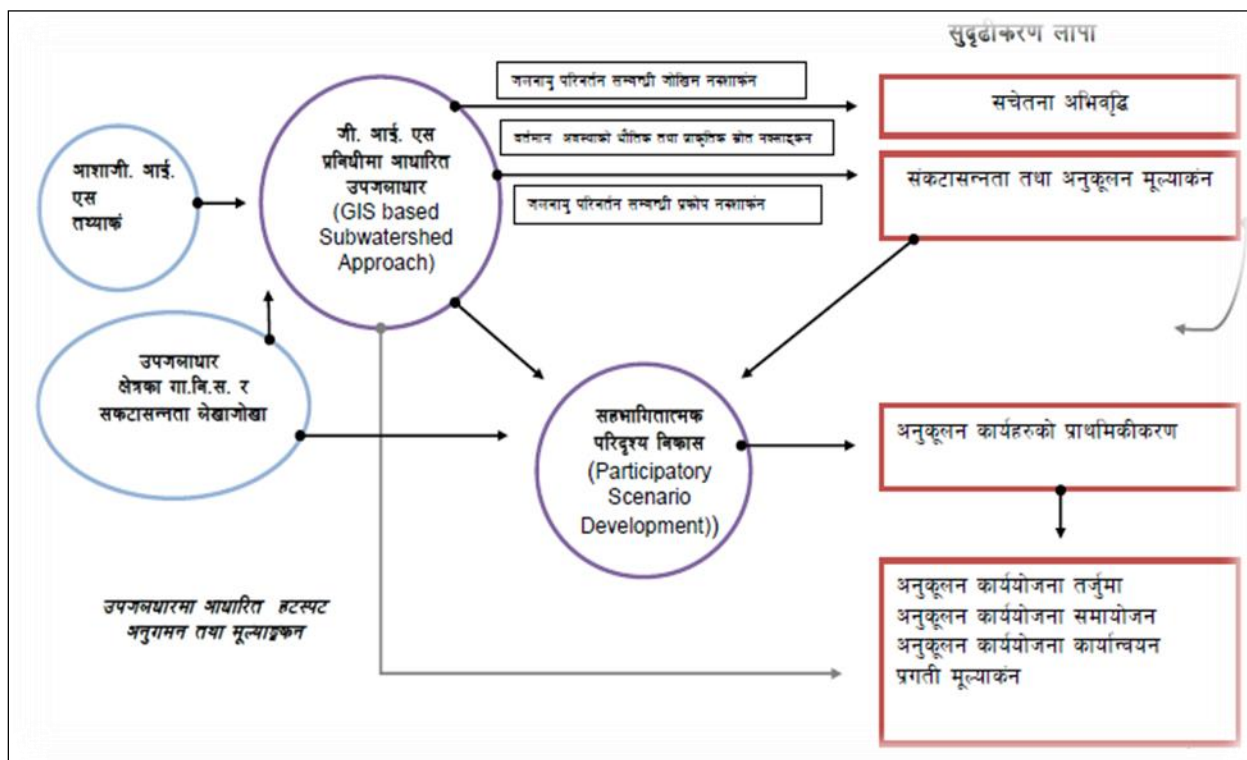 सुदृढीकरण लापा
जलवायु परिवर्तन सम्बन्धी जोखिम नक्शाकंन
सचेतना अभिवृद्धि
जी. आई. एस
प्रविधीमा आधारित
उपजलाधार
(GIS based
Subwatershed
Approach)
वर्तमान अवस्थाको भौतिक तथा प्राकृतिक स्रोत नक्साङ्कन
आशाजी. आई.
एस
तथ्याकं
संकटासन्नता तथा अनुकूलन मूल्याकंन
जलवायु परिवर्तन सम्बन्धी प्रकोप नक्शाकंन
उपजलाधार
क्षेत्रका गा.बि.स. र
सकटासन्नता लेखाजोखा
सहभागितात्मक
परिदृश्य विकास
(Participatory
Scenario
Development))
अनुकूलन कार्यहरुको प्राथमिकीकरण
उपजलधारमा आधारित हटस्पट
अनुगमन तथा मूल्याङ्कन
अनुकूलन कार्ययोजना तर्जुमा
अनुकूलन कार्ययोजना समायोजन
अनुकूलन कार्ययोजना कार्यान्वयन
प्रगती मूल्याकंन